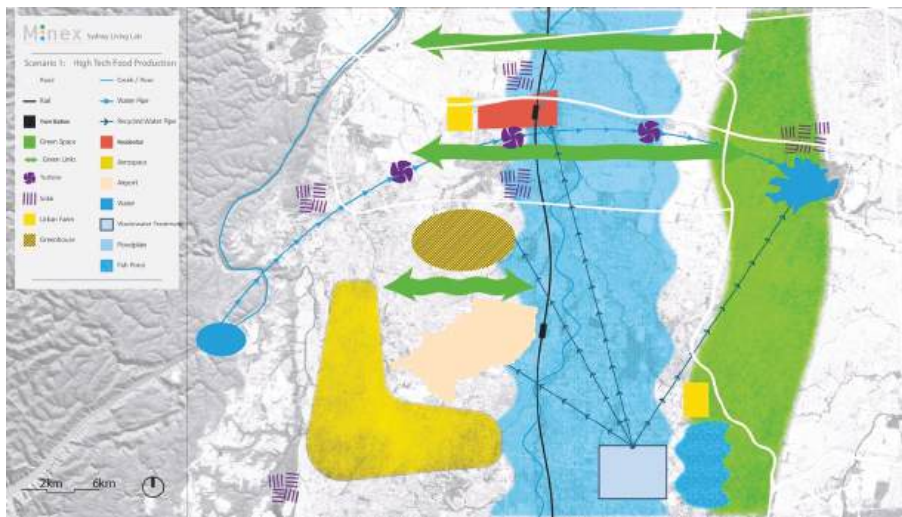 Minex Sydney Living Lab
Scenario 1: High Tech Food Production
Road
Creek / River
Rail
Water Pipe
Train Station
Recycled Water Pipe
Green Space
Residential
Green Links
Aerospace
Turbine
Airport
Solar
Water
Urban Farm
Wastewater Treatment
Greenhouse
Floodplain
Fish Ponds
2km 6km